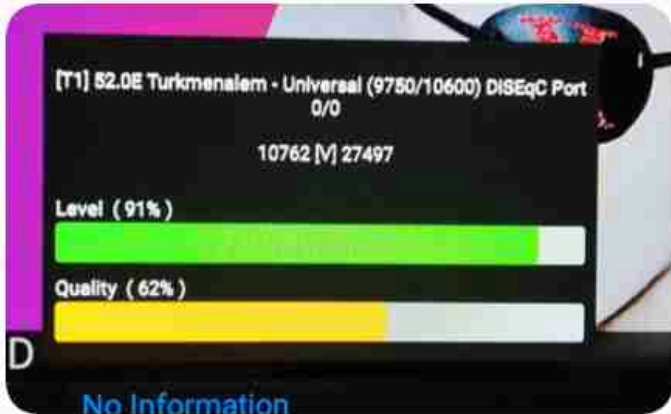 [T1] 52.0E Turkmenalem - Universal (9750/10600) DiSEqC Port
0/0
10762 [V] 27497
Level ( 91% )
Quality ( 62% )
D
No Information